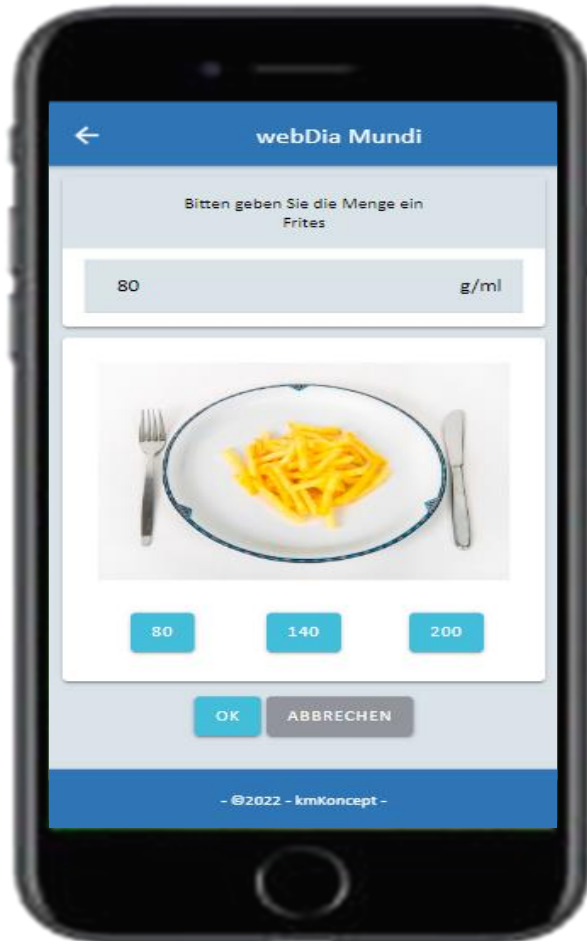 webDia Mundi
Bitten geben Sie die Menge ein
Frites
80 g/ml
80 140 200
OK ABBRECHEN
- ©2022 - kmKoncept -